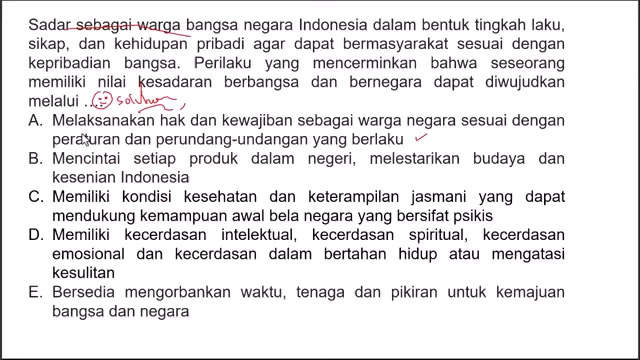 Sadar sebagai warga bangsa negara Indonesia dalam bentuk tingkah laku,
sikap, dan kehidupan pribadi agar dapat bermasyarakat sesuai dengan
kepribadian bangsa. Perilaku yang mencerminkan bahwa seseorang
memiliki nilai kesadaran berbangsa dan bernegara dapat diwujudkan
melalui ...
A. Melaksanakan hak dan kewajiban sebagai warga negara sesuai dengan
peraturan dan perundang-undangan yang berlaku
B. Mencintai setiap produk dalam negeri, melestarikan budaya dan
kesenian Indonesia
C. Memiliki kondisi kesehatan dan keterampilan jasmani yang dapat
mendukung kemampuan awal bela negara yang bersifat psikis
D. Memiliki kecerdasan intelektual, kecerdasan spiritual, kecerdasan
emosional dan kecerdasan dalam bertahan hidup atau mengatasi
kesulitan
E. Bersedia mengorbankan waktu, tenaga dan pikiran untuk kemajuan
bangsa dan negara